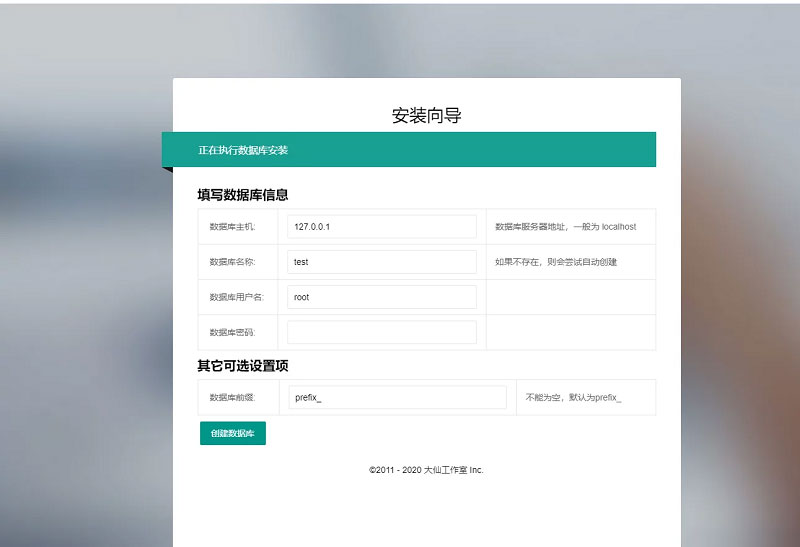 安装向导
正在执行数据库安装
填写数据库信息
数据库主机: 127.0.0.1 数据库服务器地址，一般为 localhost
数据库名称: test 如果不存在，则会尝试自动创建
数据库用户名: root
数据库密码:
其它可选设置项
数据库前缀: prefix_ 不能为空，默认为prefix_
创建数据库
©2011 - 2020 大仙工作室 Inc.